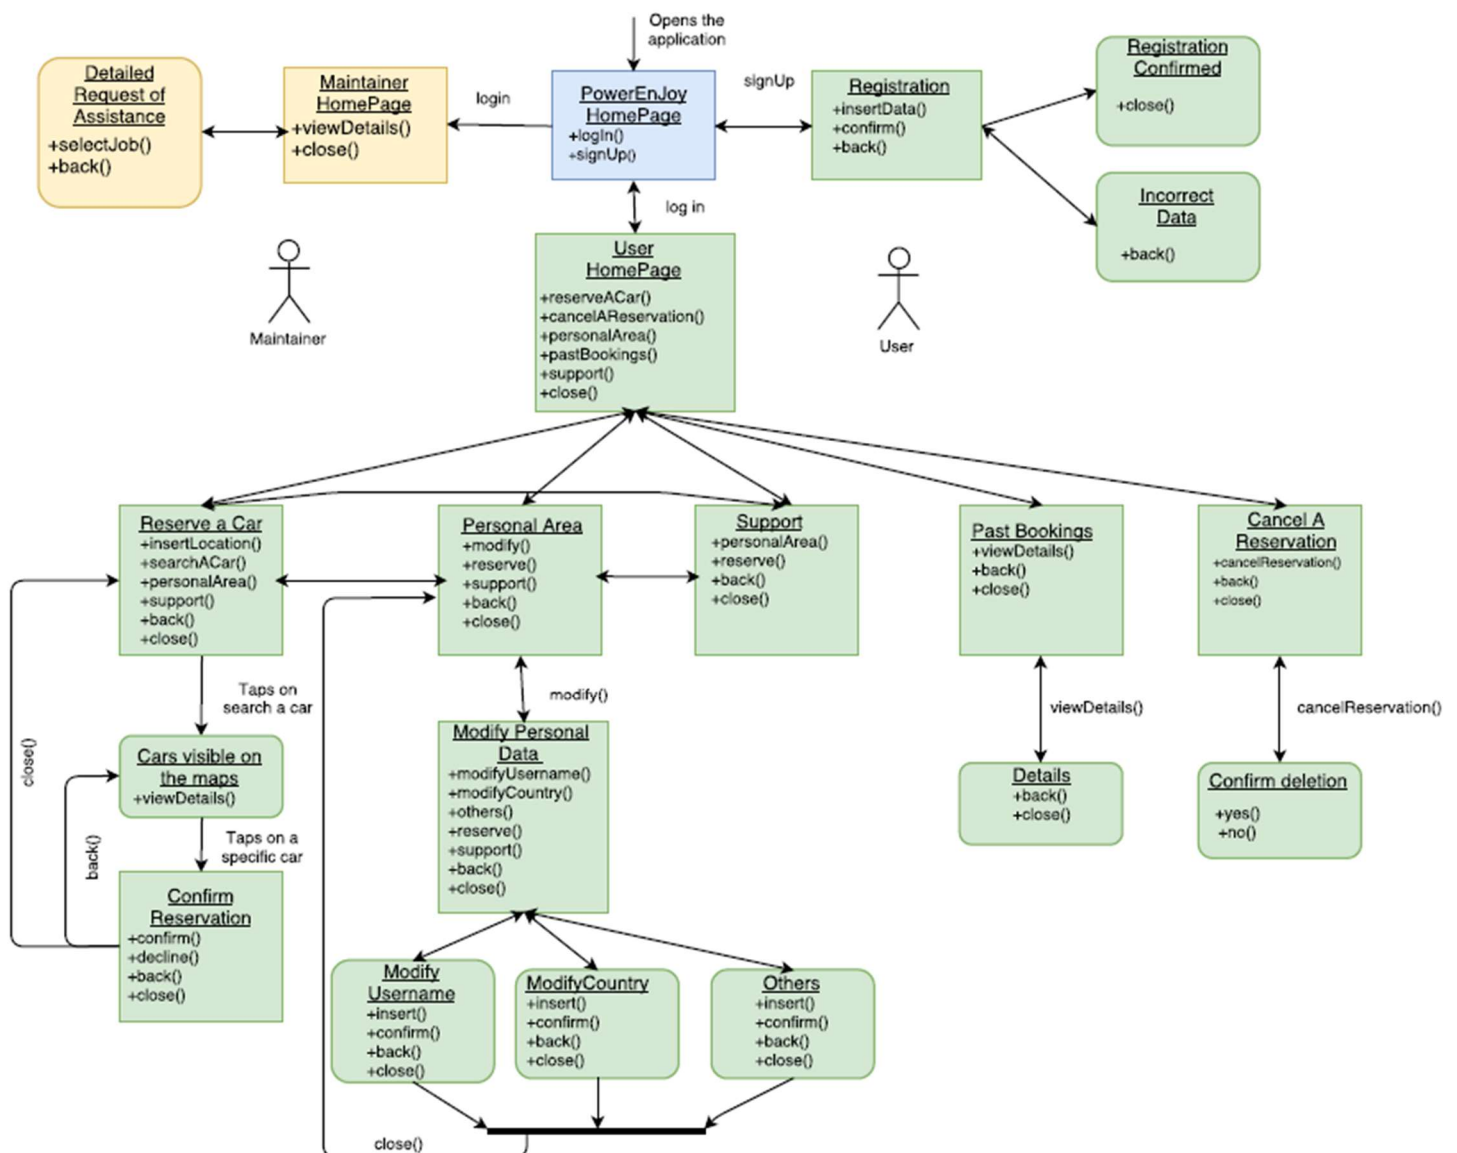 Opens the
application
Detailed
Request of
Assistance
+selectJob()
+back()
Maintainer
HomePage
+viewDetails()
+close()
login
PowerEnJoy
HomePage
+logIn()
+signUp()
signUp
Registration
+insertData()
+confirm()
+back()
Registration
Confirmed
+close()
Incorrect
Data
+back()
log in
Maintainer
User
User
HomePage
+reserveACar()
+cancelAReservation()
+personalArea()
+pastBookings()
+support()
+close()
Reserve a Car
+insertLocation()
+searchACar()
+personalArea()
+support()
+back()
+close()
Personal Area
+modify()
+reserve()
+support()
+back()
+close()
Support
+personalArea()
+reserve()
+back()
+close()
Past Bookings
+viewDetails()
+back()
+close()
Cancel A
Reservation
+cancelReservation()
+back()
+close()
Taps on
search a car
modify()
viewDetails()
cancelReservation()
close()
Cars visible on
the maps
+viewDetails()
Modify Personal
Data
+modifyUsername()
+modifyCountry()
+others()
+reserve()
+support()
+back()
+close()
Details
+back()
+close()
Confirm deletion
+yes()
+no()
back()
Taps on a
specific car
Confirm
Reservation
+confirm()
+decline()
+back()
+close()
Modify
Username
+insert()
+confirm()
+back()
+close()
ModifyCountry
+insert()
+confirm()
+back()
+close()
Others
+insert()
+confirm()
+back()
+close()
close()